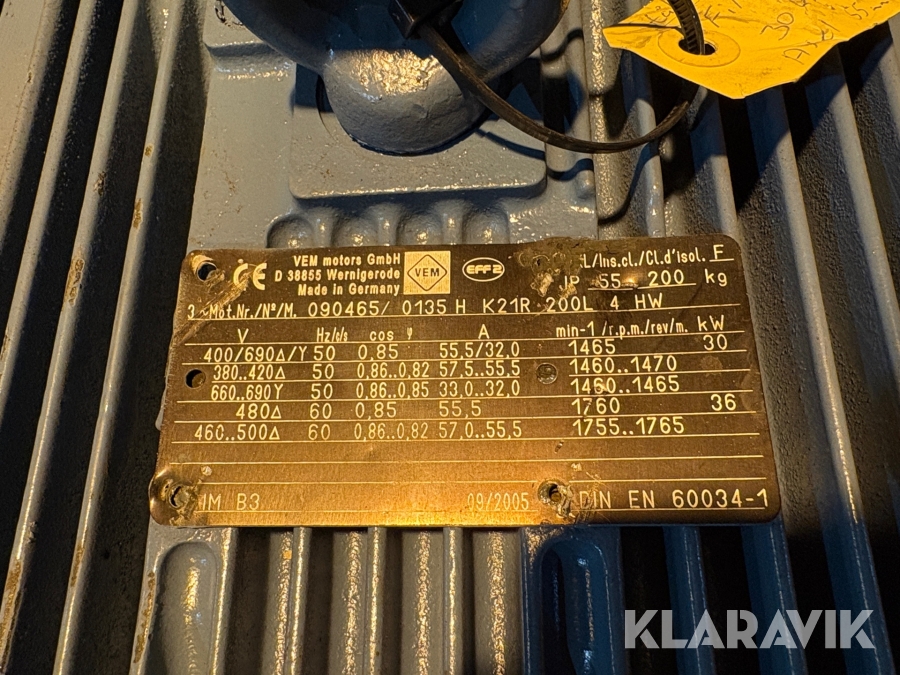 VEM motors GmbH
D 38855 Wernigerode
Made in Germany
CE
VEM
EFF2
/Ins.cl./Cl.d'isol. F
IP 55 200 kg
3~ Mot.Nr./Nº/M. 090465/ 0135 H K21R 200L 4 HW
V Hz/c/s cos φ A min-1/r.p.m./rev/m. kW
400/690Δ/Y 50 0,85 55,5/32,0 1465 30
380..420Δ 50 0,86..0,82 57,5..55,5 1460..1470
660..690Y 50 0,86..0,85 33,0..32,0 1460..1465
480Δ 60 0,85 55,5 1760 36
460..500Δ 60 0,86..0,82 57,0..55,5 1755..1765
IM B3 09/2005 DIN EN 60034-1
KLARAVIK